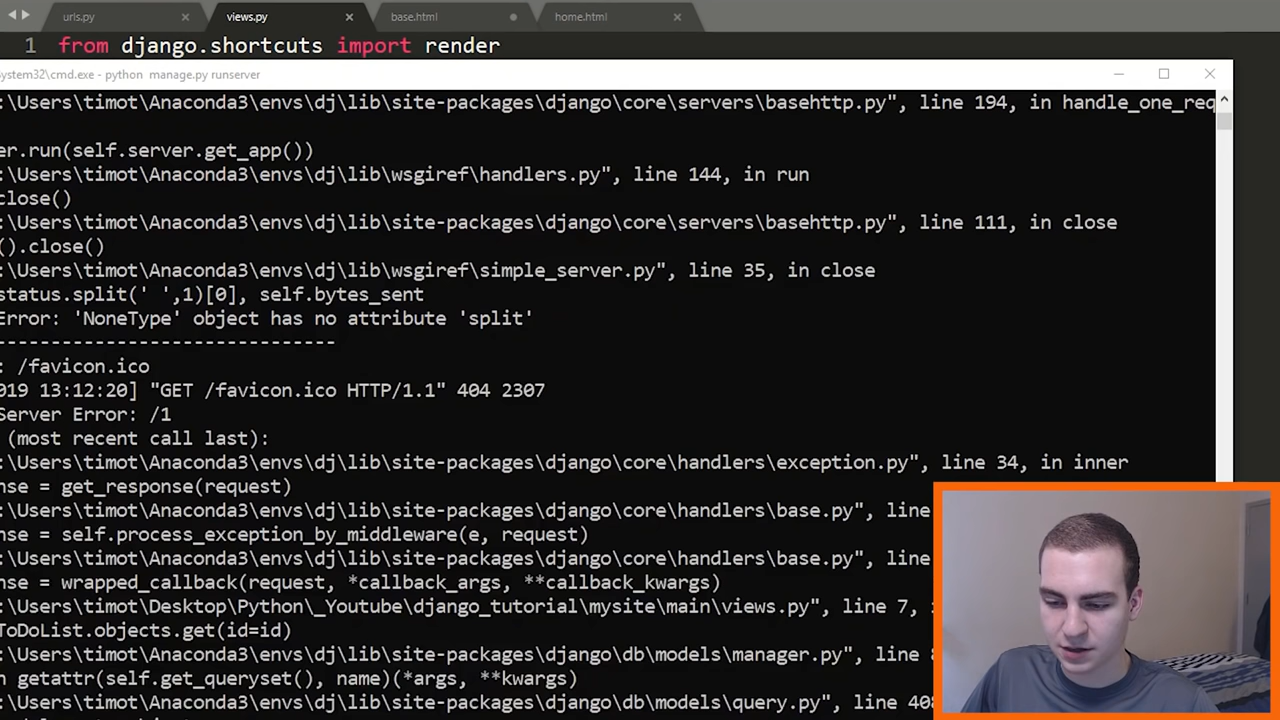 urls.py
views.py
base.html
home.html
1 from django.shortcuts import render
system32\cmd.exe - python manage.py runserver
:\Users\timot\Anaconda3\envs\dj\lib\site-packages\django\core\servers\basehttp.py", line 194, in handle_one_req
er.run(self.server.get_app())
:\Users\timot\Anaconda3\envs\dj\lib\wsgiref\handlers.py", line 144, in run
close()
:\Users\timot\Anaconda3\envs\dj\lib\site-packages\django\core\servers\basehttp.py", line 111, in close
().close()
:\Users\timot\Anaconda3\envs\dj\lib\wsgiref\simple_server.py", line 35, in close
status.split(' ',1)[0], self.bytes_sent
Error: 'NoneType' object has no attribute 'split'
--------------------------------
: /favicon.ico
019 13:12:20] "GET /favicon.ico HTTP/1.1" 404 2307
Server Error: /1
(most recent call last):
:\Users\timot\Anaconda3\envs\dj\lib\site-packages\django\core\handlers\exception.py", line 34, in inner
nse = get_response(request)
:\Users\timot\Anaconda3\envs\dj\lib\site-packages\django\core\handlers\base.py", line
nse = self.process_exception_by_middleware(e, request)
:\Users\timot\Anaconda3\envs\dj\lib\site-packages\django\core\handlers\base.py", line
nse = wrapped_callback(request, *callback_args, **callback_kwargs)
:\Users\timot\Desktop\Python\_Youtube\django_tutorial\mysite\main\views.py", line 7,
ToDoList.objects.get(id=id)
:\Users\timot\Anaconda3\envs\dj\lib\site-packages\django\db\models\manager.py", line
n getattr(self.get_queryset(), name)(*args, **kwargs)
:\Users\timot\Anaconda3\envs\dj\lib\site-packages\django\db\models\query.py", line 408